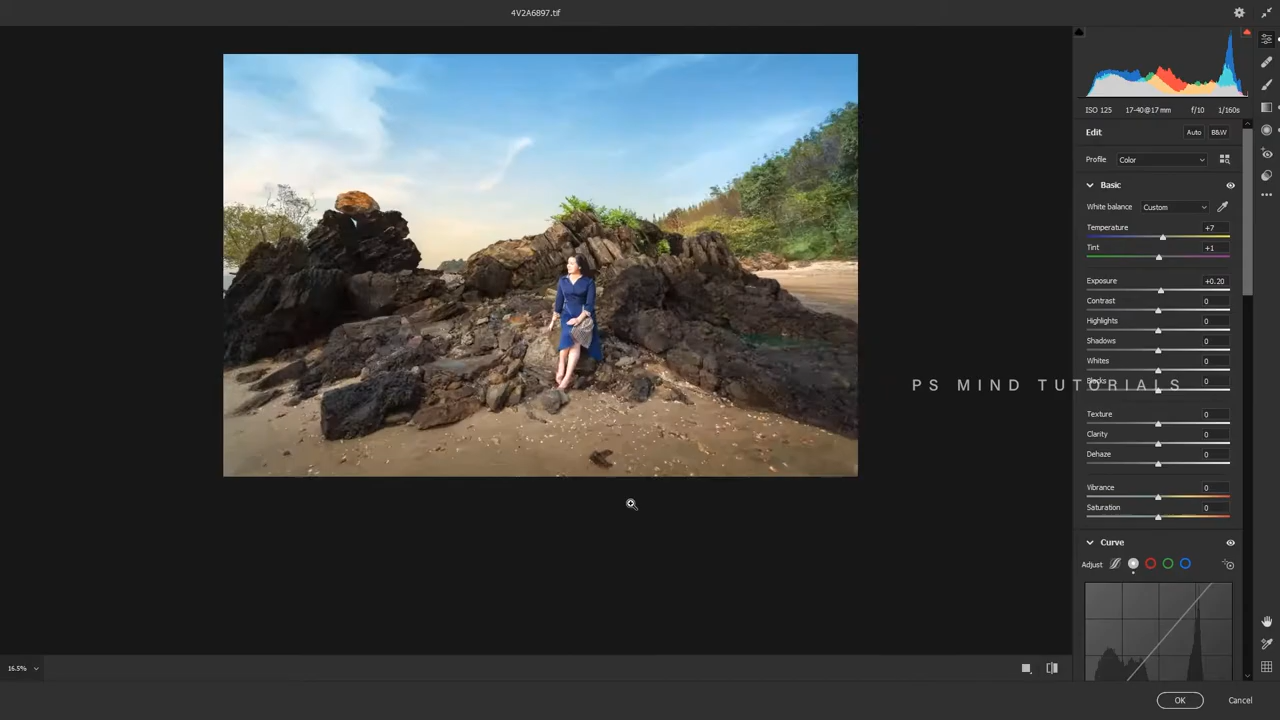 4V2A6B97.tif
ISO 125 17-40@17 mm f/10 1/160s
Edit Auto B&W
Profile Color
Basic
White balance Custom
Temperature +7
Tint +1
Exposure +0.20
Contrast 0
Highlights 0
Shadows 0
Whites 0
Blacks 0
PS MIND TUTORIALS
Texture 0
Clarity 0
Dehaze 0
Vibrance 0
Saturation 0
Curve
Adjust
16.5%
OK Cancel